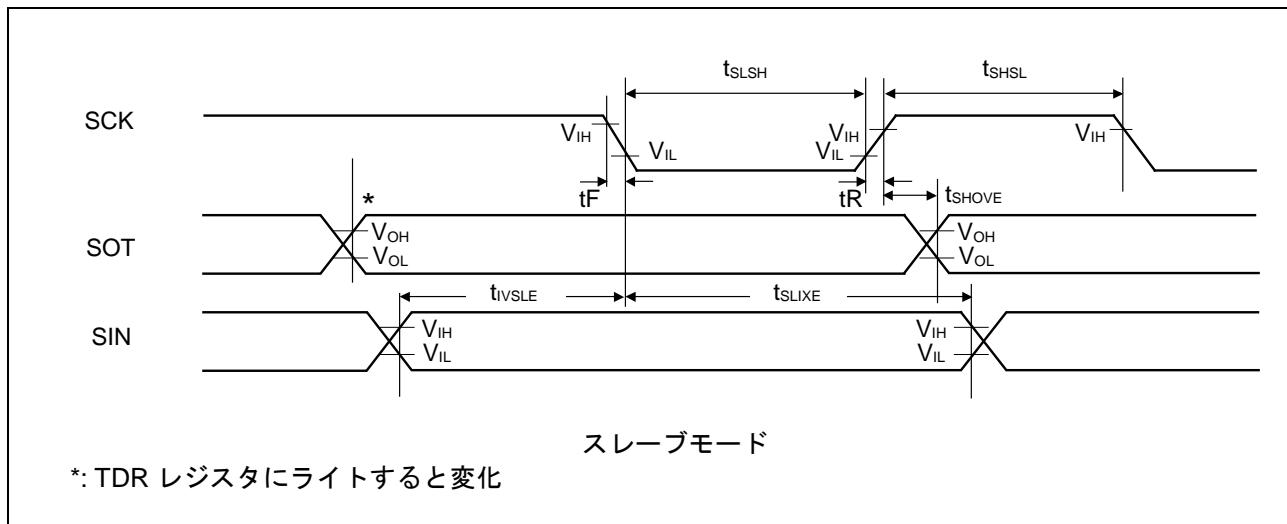 tSLSH
tSHSL
SCK
VIH
VIL
VIH
VIL
VIH
tF
tR
tSHOVE
*
SOT
VOH
VOL
VOH
VOL
tIVSLE
tSLIXE
SIN
VIH
VIL
VIH
VIL
スレーブモード
*: TDR レジスタにライトすると変化